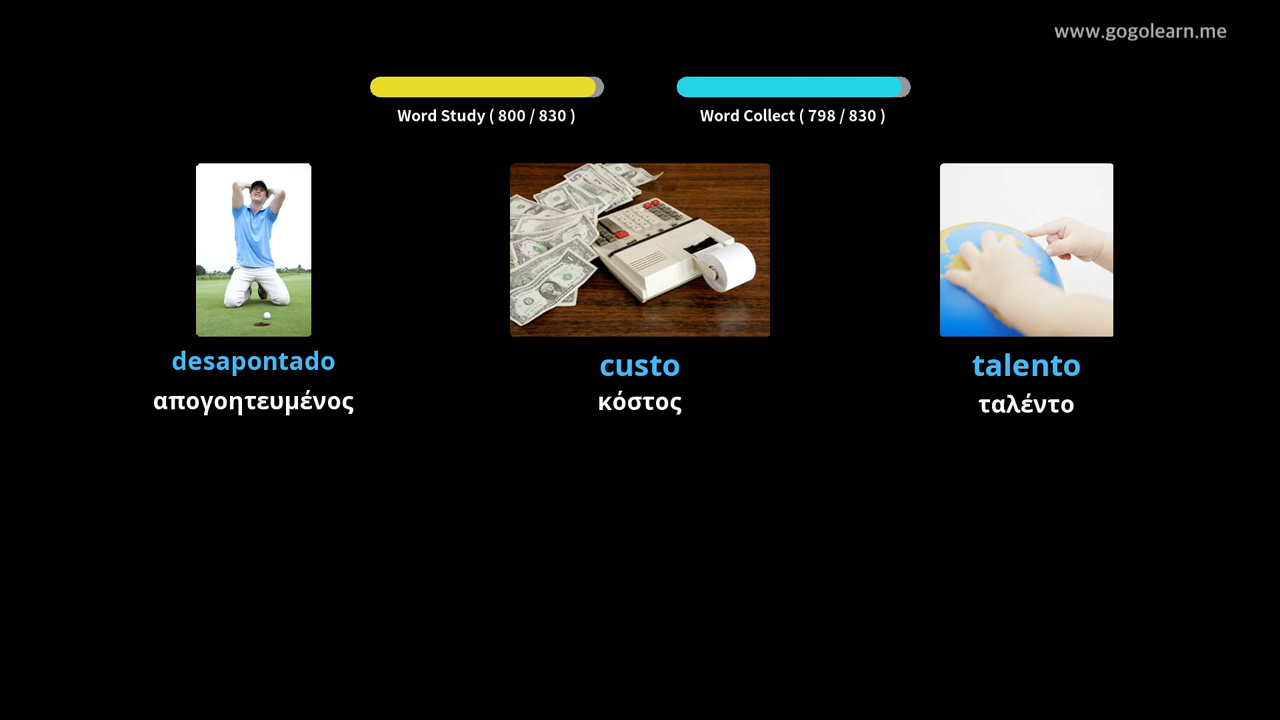 www.gogolearn.me
Word Study ( 800 / 830 )
Word Collect ( 798 / 830 )
desapontado
απογοητευμένος
custo
κόστος
talento
ταλέντο